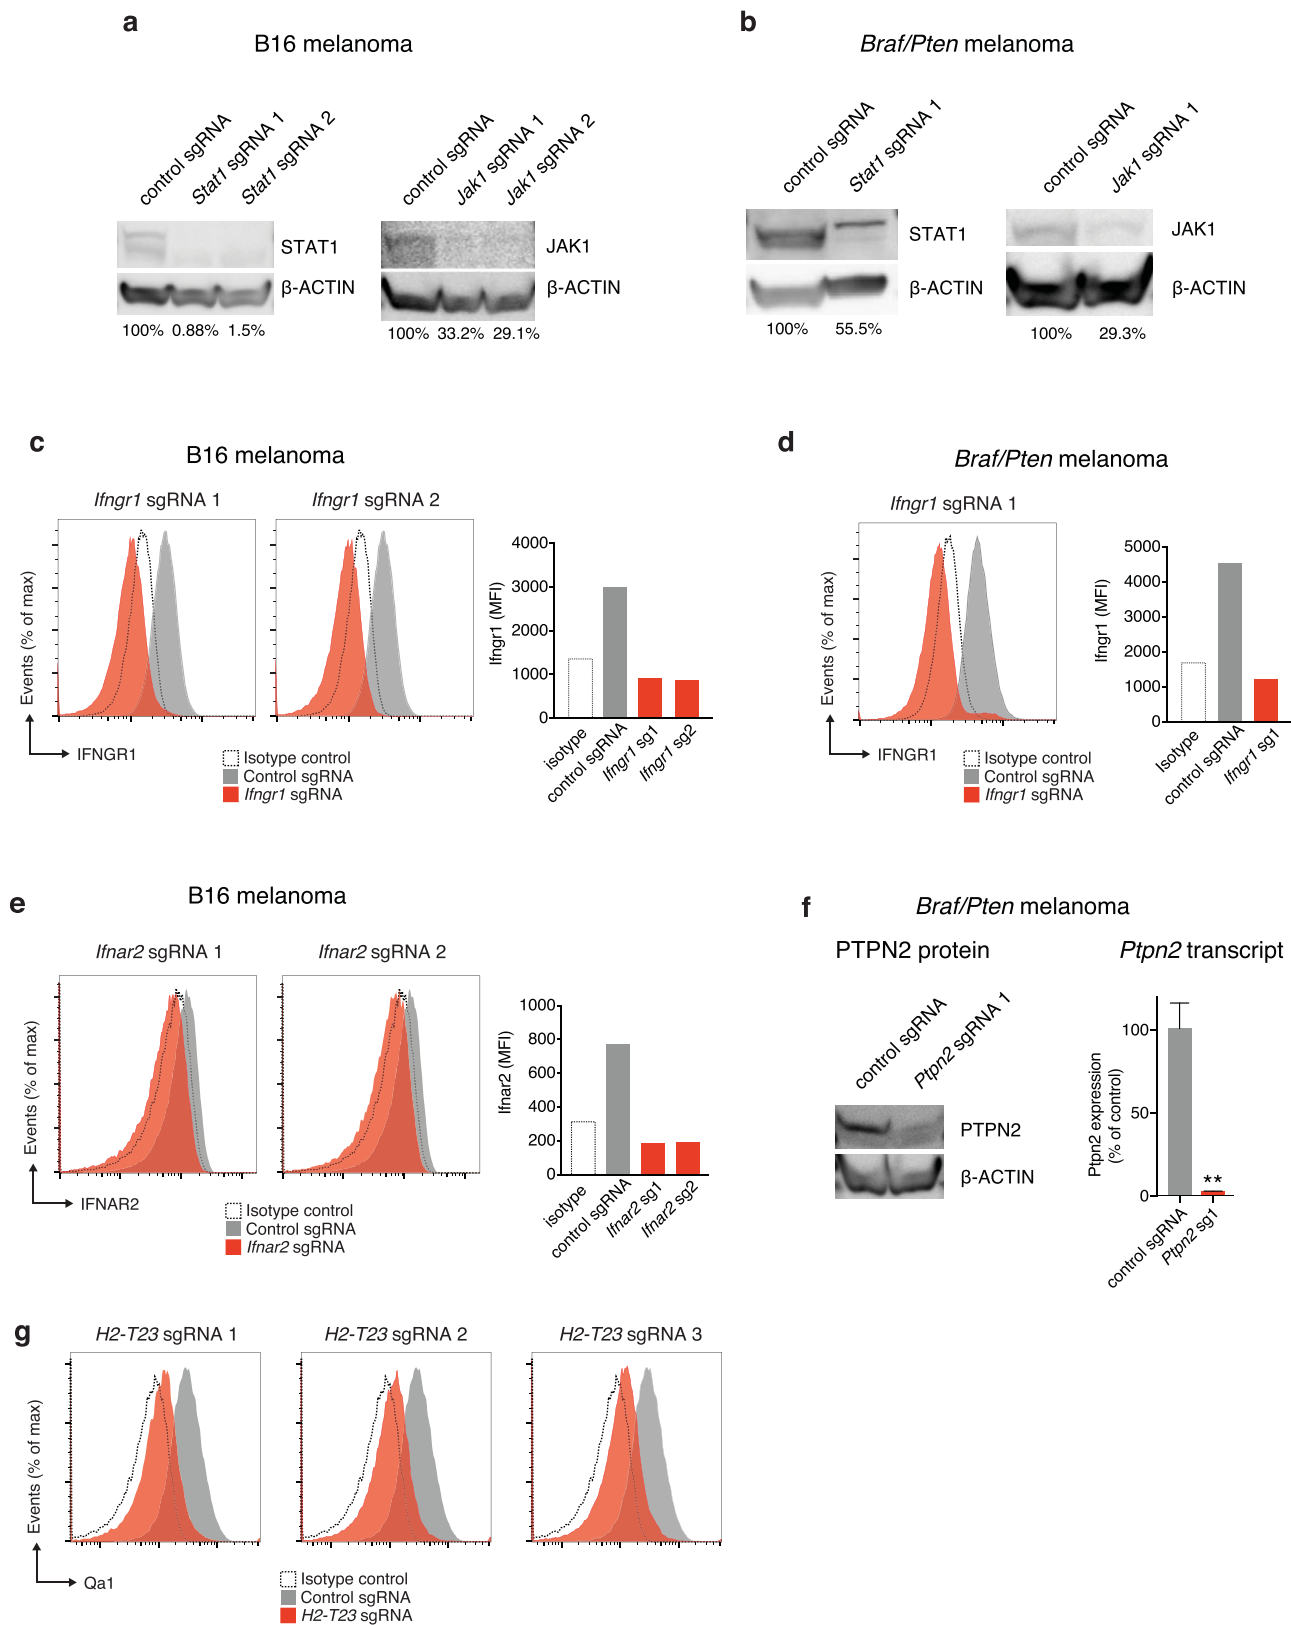 a
B16 melanoma
control sgRNA
Stat1 sgRNA 1
Stat1 sgRNA 2
STAT1
β-ACTIN
100% 0.88% 1.5%
control sgRNA
Jak1 sgRNA 1
Jak1 sgRNA 2
JAK1
β-ACTIN
100% 33.2% 29.1%
b
Braf/Pten melanoma
control sgRNA
Stat1 sgRNA 1
STAT1
β-ACTIN
100% 55.5%
control sgRNA
Jak1 sgRNA 1
JAK1
β-ACTIN
100% 29.3%
c
B16 melanoma
Ifngr1 sgRNA 1
Ifngr1 sgRNA 2
Events (% of max)
IFNGR1
Isotype control
Control sgRNA
Ifngr1 sgRNA
Ifngr1 (MFI)
4000
3000
2000
1000
0
isotype
control sgRNA
Ifngr1 sg1
Ifngr1 sg2
d
Braf/Pten melanoma
Ifngr1 sgRNA 1
Events (% of max)
IFNGR1
Isotype control
Control sgRNA
Ifngr1 sgRNA
Ifngr1 (MFI)
5000
4000
3000
2000
1000
0
Isotype
control sgRNA
Ifngr1 sg1
e
B16 melanoma
Ifnar2 sgRNA 1
Ifnar2 sgRNA 2
Events (% of max)
IFNAR2
Isotype control
Control sgRNA
Ifnar2 sgRNA
Ifnar2 (MFI)
1000
800
600
400
200
0
isotype
control sgRNA
Ifnar2 sg1
Ifnar2 sg2
f
Braf/Pten melanoma
PTPN2 protein
control sgRNA
Ptpn2 sgRNA 1
PTPN2
β-ACTIN
Ptpn2 transcript
Ptpn2 expression
(% of control)
100
50
0
**
control sgRNA
Ptpn2 sg1
g
H2-T23 sgRNA 1
H2-T23 sgRNA 2
H2-T23 sgRNA 3
Events (% of max)
Qa1
Isotype control
Control sgRNA
H2-T23 sgRNA